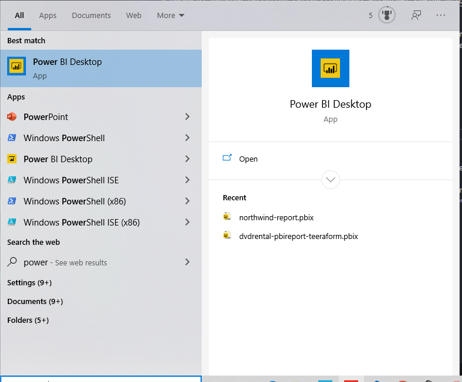 All Apps Documents Web More 5
Best match
Power BI Desktop
App
Apps
PowerPoint
Windows PowerShell
Power BI Desktop
Windows PowerShell ISE
Windows PowerShell (x86)
Windows PowerShell ISE (x86)
Search the web
power - See web results
Settings (9+)
Documents (9+)
Folders (5+)
Power BI Desktop
App
Open
Recent
northwind-report.pbix
dvdrental-pbireport-teeraform.pbix